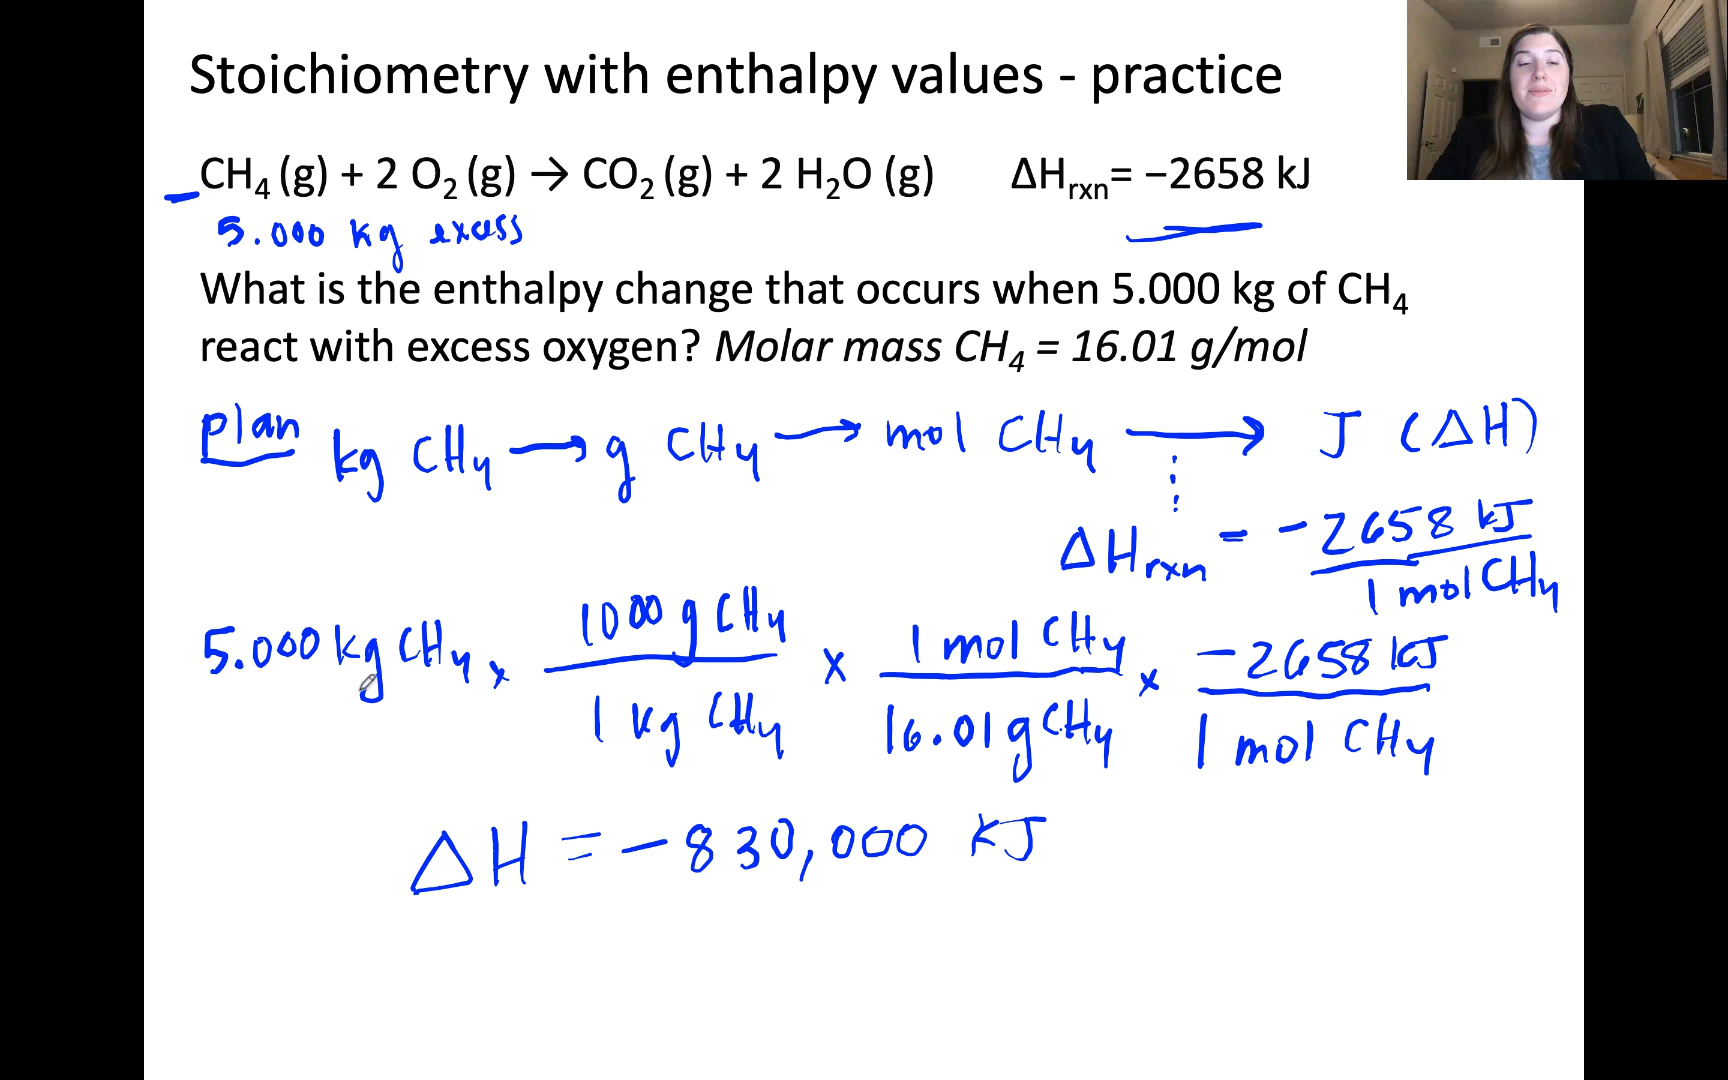 Stoichiometry with enthalpy values - practice
CH₄ (g) + 2 O₂ (g) → CO₂ (g) + 2 H₂O (g) ΔHrxn= −2658 kJ
5.000 kg excess
What is the enthalpy change that occurs when 5.000 kg of CH₄
react with excess oxygen? Molar mass CH₄ = 16.01 g/mol
plan kg CH₄ → g CH₄ → mol CH₄ → J (ΔH)
ΔHrxn = -2658 kJ / 1 mol CH₄
5.000 kg CH₄ x 1000 g CH₄ / 1 kg CH₄ x 1 mol CH₄ / 16.01 g CH₄ x -2658 kJ / 1 mol CH₄
ΔH = -830,000 kJ